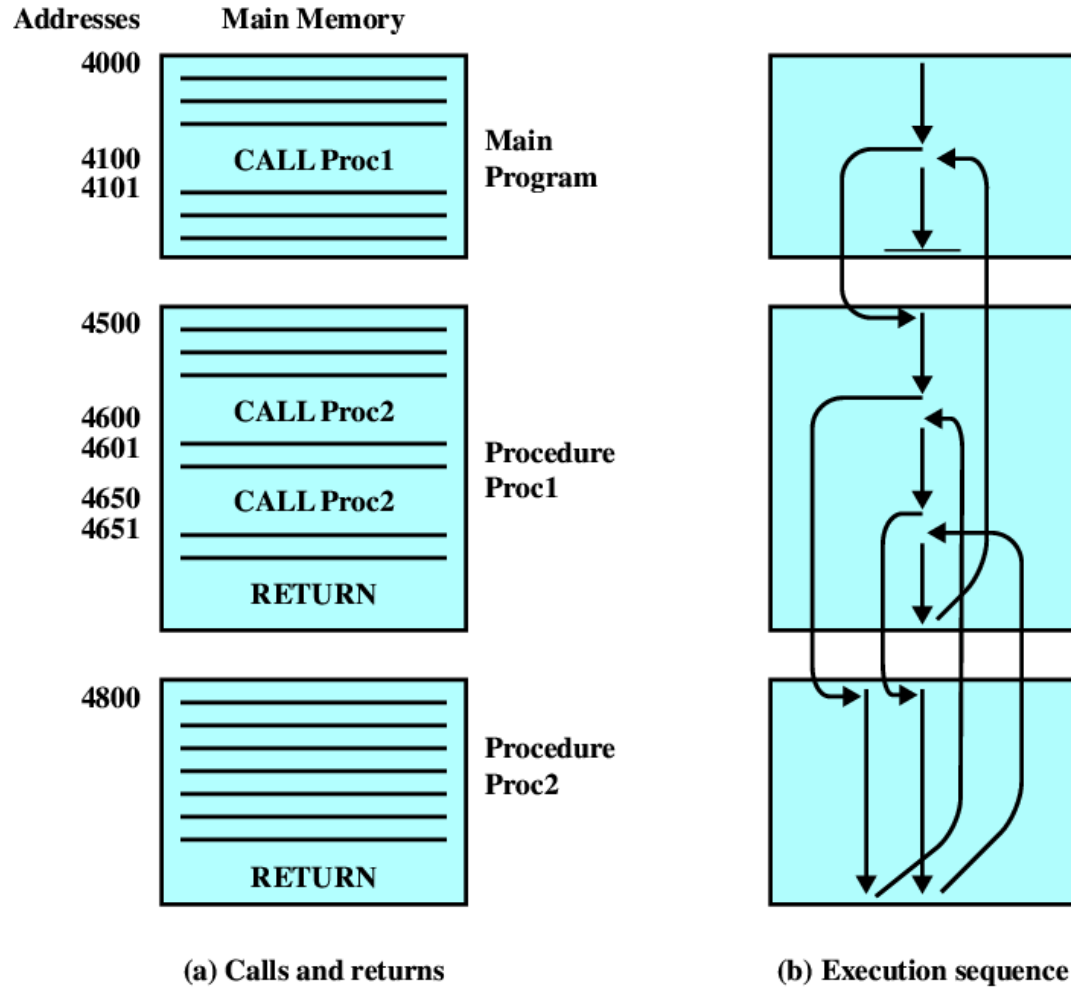 Addresses Main Memory
4000
4100 CALL Proc1
4101
Main
Program
4500
4600 CALL Proc2
4601
4650 CALL Proc2
4651
RETURN
Procedure
Proc1
4800
RETURN
Procedure
Proc2
(a) Calls and returns
(b) Execution sequence